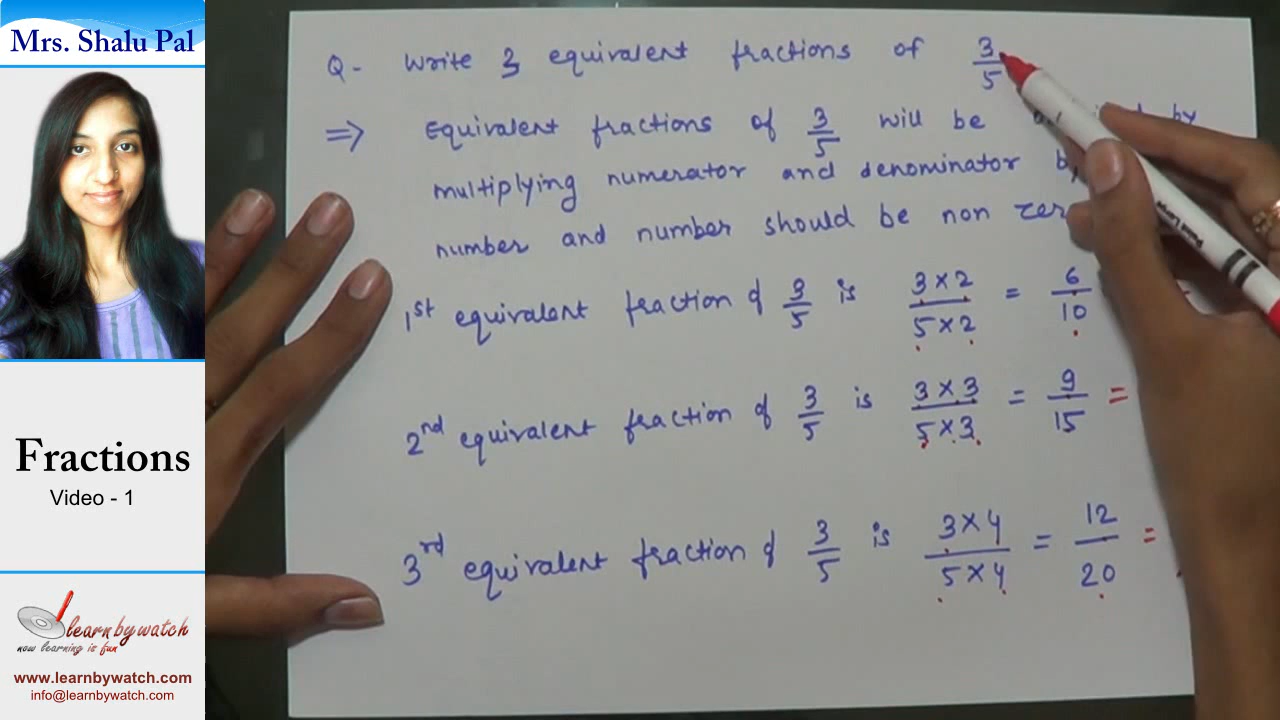 Mrs. Shalu Pal
Fractions
Video - 1
learnbywatch
now learning is fun
www.learnbywatch.com
info@learnbywatch.com
Q- Write 3 equivalent fractions of 3/5
⇒ Equivalent fractions of 3/5 will be by
multiplying numerator and denominator
number and number should be non
1st equivalent fraction of 3/5 is 3×2/5×2 = 6/10
2nd equivalent fraction of 3/5 is 3×3/5×3 = 9/15 =
3rd equivalent fraction of 3/5 is 3×4/5×4 = 12/20 =